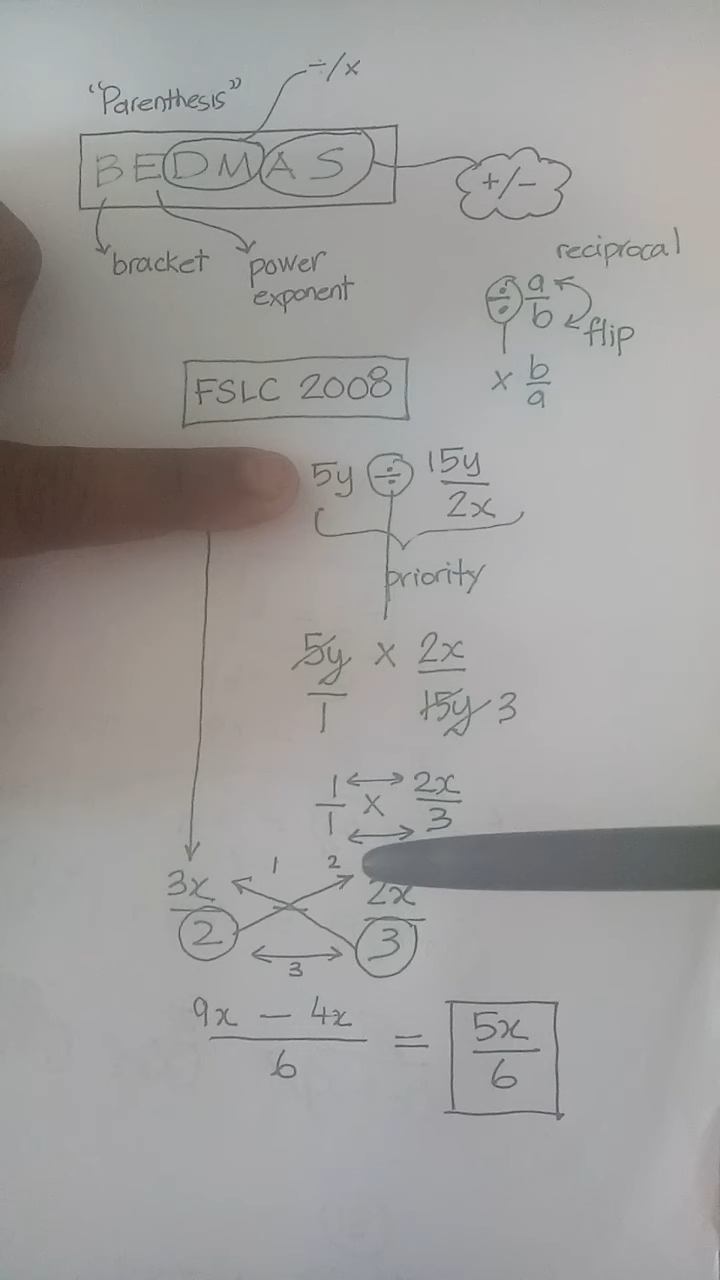 ÷/x
"Parenthesis"
BEDMAS
+/-
bracket
power
exponent
reciprocal
÷ a/b
flip
x b/a
FSLC 2008
5y ÷ 15y/2x
priority
5y/1 x 2x/15y 3
1/1 x 2x/3
1 2
3x/2 2x/3
3
9x - 4x/6 = 5x/6